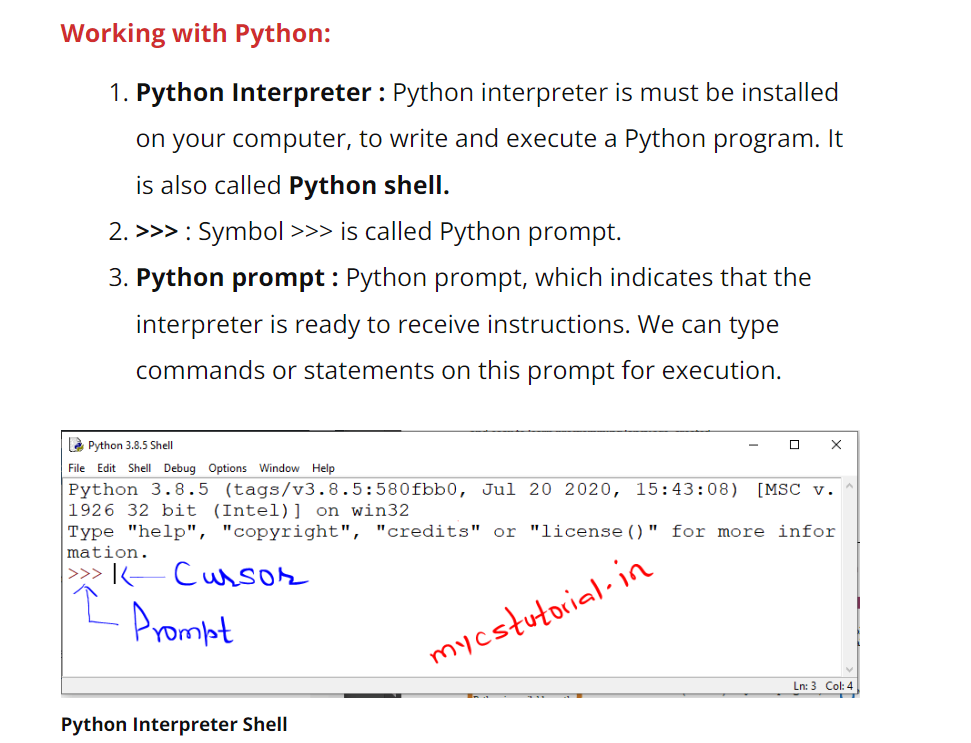 Working with Python:
1. Python Interpreter : Python interpreter is must be installed
on your computer, to write and execute a Python program. It
is also called Python shell.
2. >>> : Symbol >>> is called Python prompt.
3. Python prompt : Python prompt, which indicates that the
interpreter is ready to receive instructions. We can type
commands or statements on this prompt for execution.
Python 3.8.5 Shell
File Edit Shell Debug Options Window Help
Python 3.8.5 (tags/v3.8.5:580fbb0, Jul 20 2020, 15:43:08) [MSC v.
1926 32 bit (Intel)] on win32
Type "help", "copyright", "credits" or "license()" for more infor
mation.
>>> Cursor
Prompt
mycstutorial.in
Ln: 3 Col: 4
Python Interpreter Shell